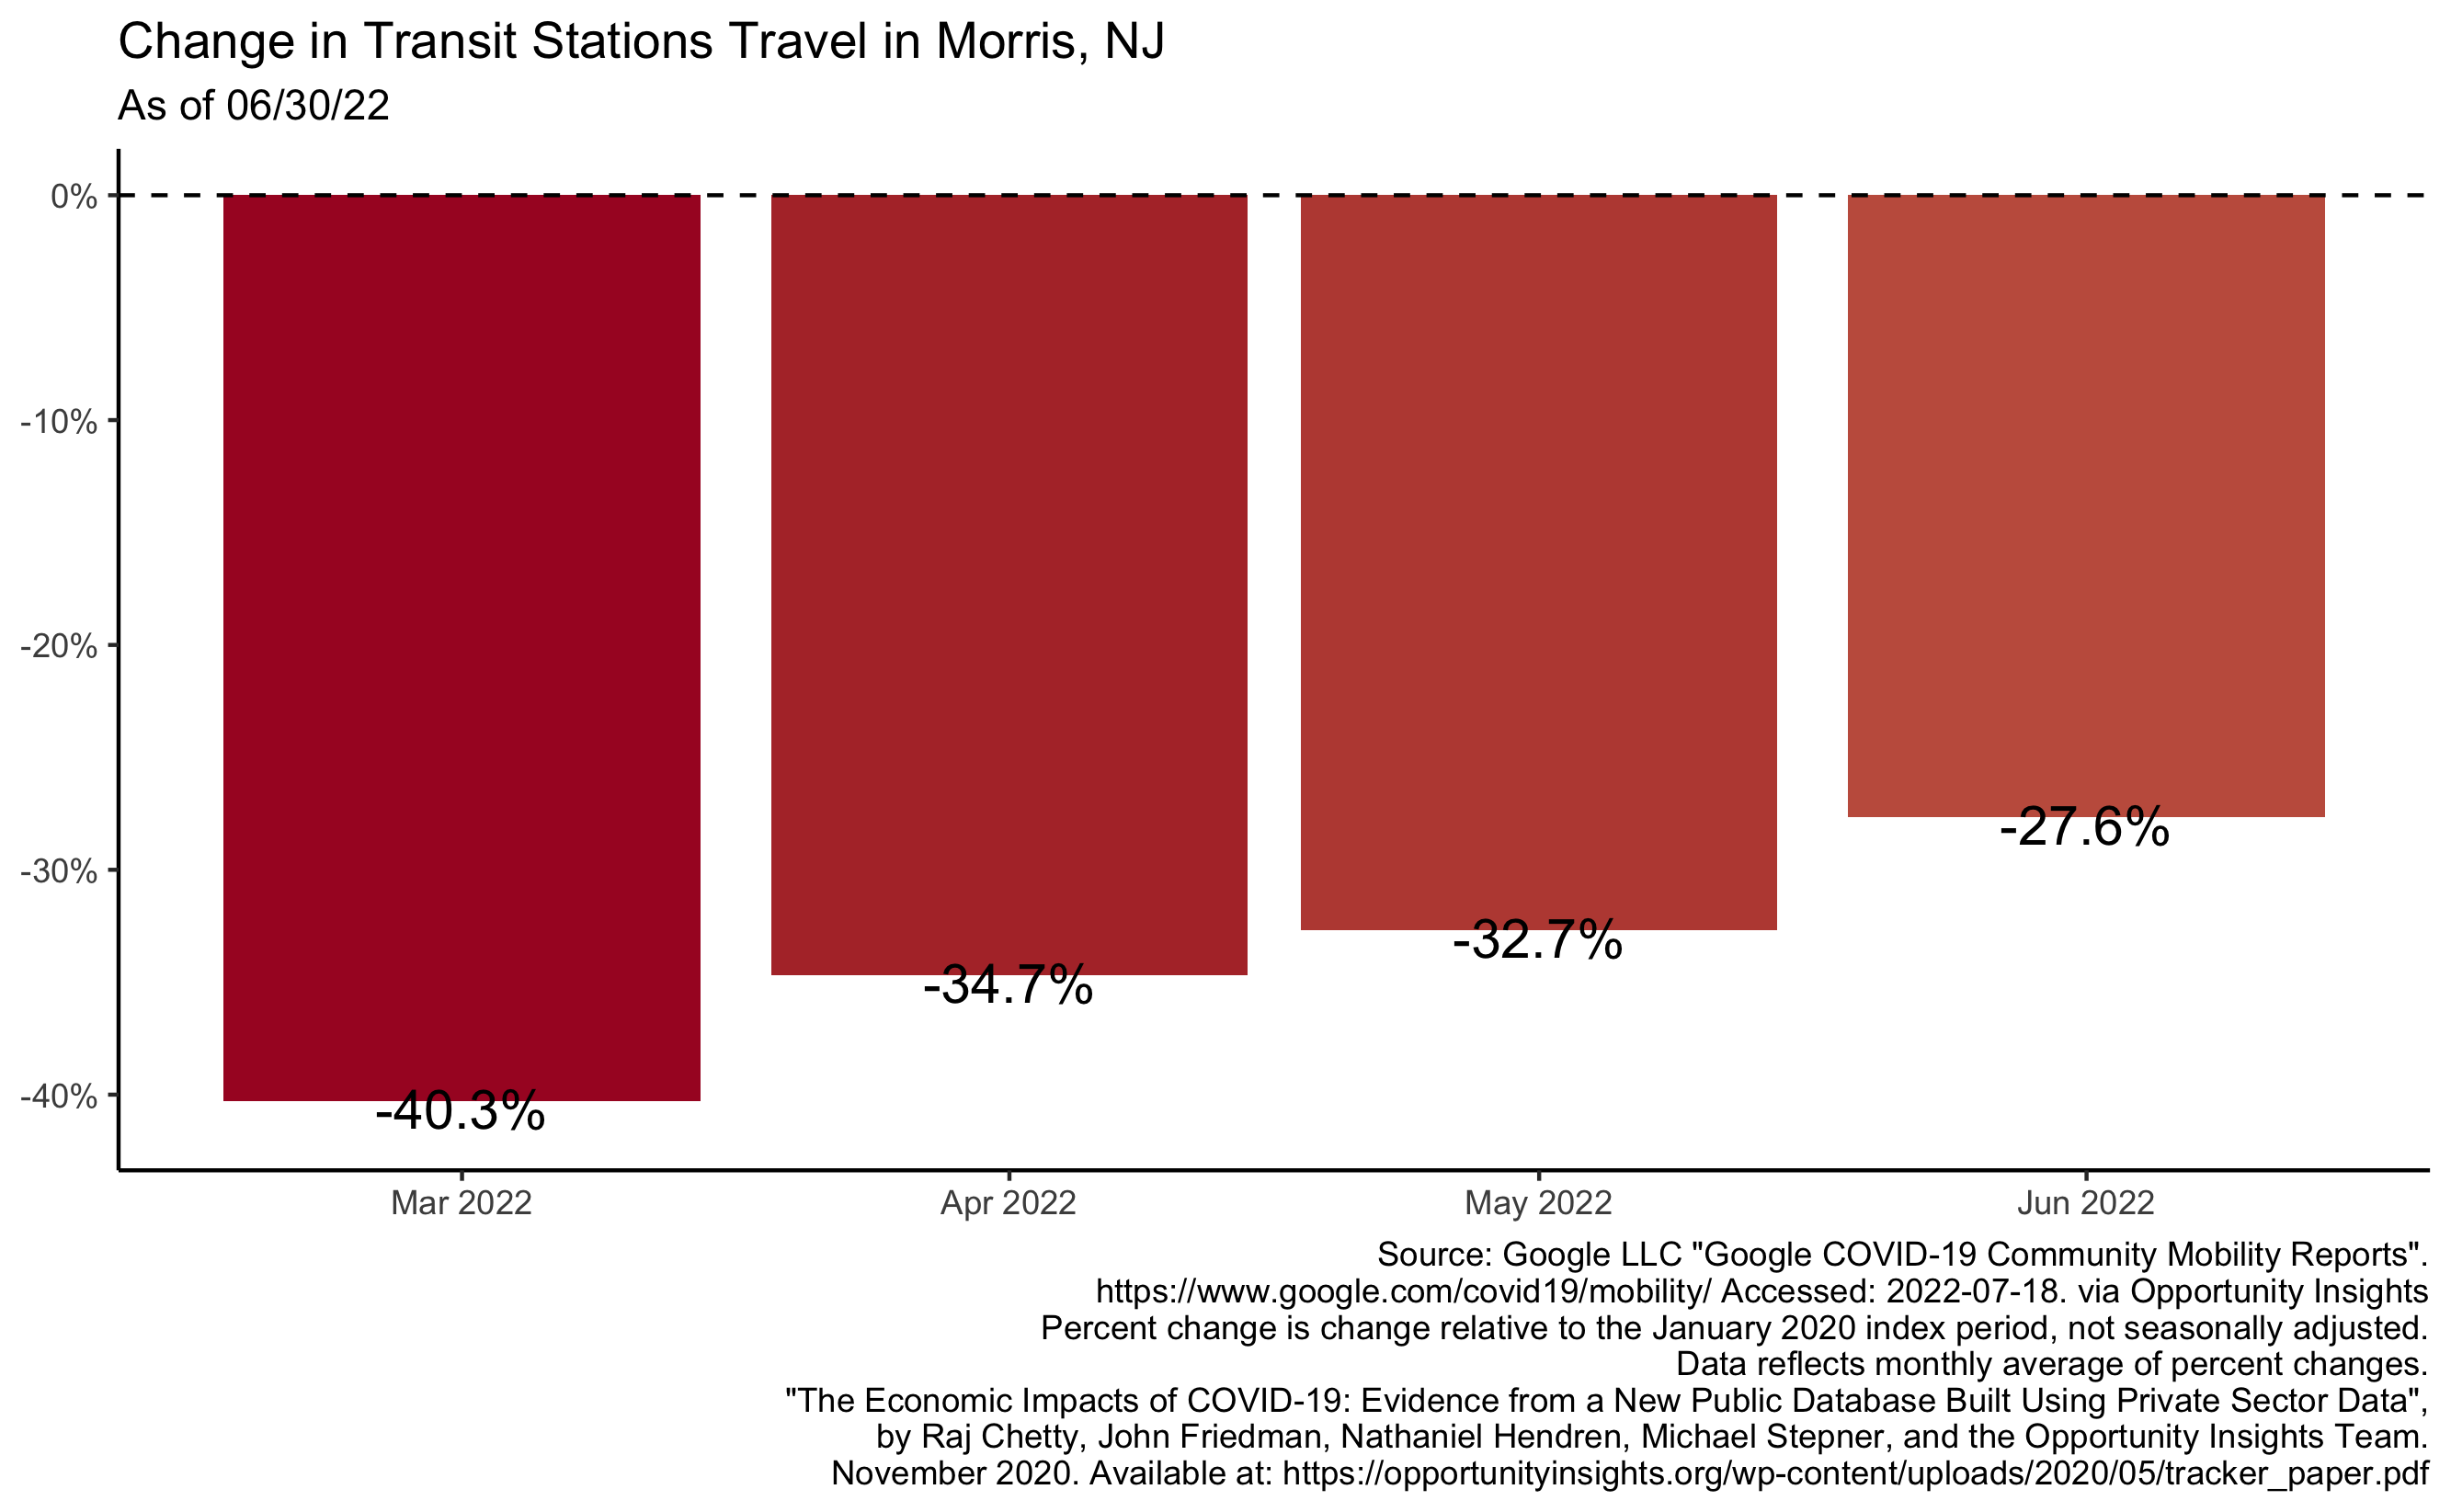 Change in Transit Stations Travel in Morris, NJ
As of 06/30/22
0%
-10%
-20%
-30%
-40%
-40.3%
-34.7%
-32.7%
-27.6%
Mar 2022
Apr 2022
May 2022
Jun 2022
Source: Google LLC "Google COVID-19 Community Mobility Reports".
https://www.google.com/covid19/mobility/ Accessed: 2022-07-18. via Opportunity Insights
Percent change is change relative to the January 2020 index period, not seasonally adjusted.
Data reflects monthly average of percent changes.
"The Economic Impacts of COVID-19: Evidence from a New Public Database Built Using Private Sector Data",
by Raj Chetty, John Friedman, Nathaniel Hendren, Michael Stepner, and the Opportunity Insights Team.
November 2020. Available at: https://opportunityinsights.org/wp-content/uploads/2020/05/tracker_paper.pdf